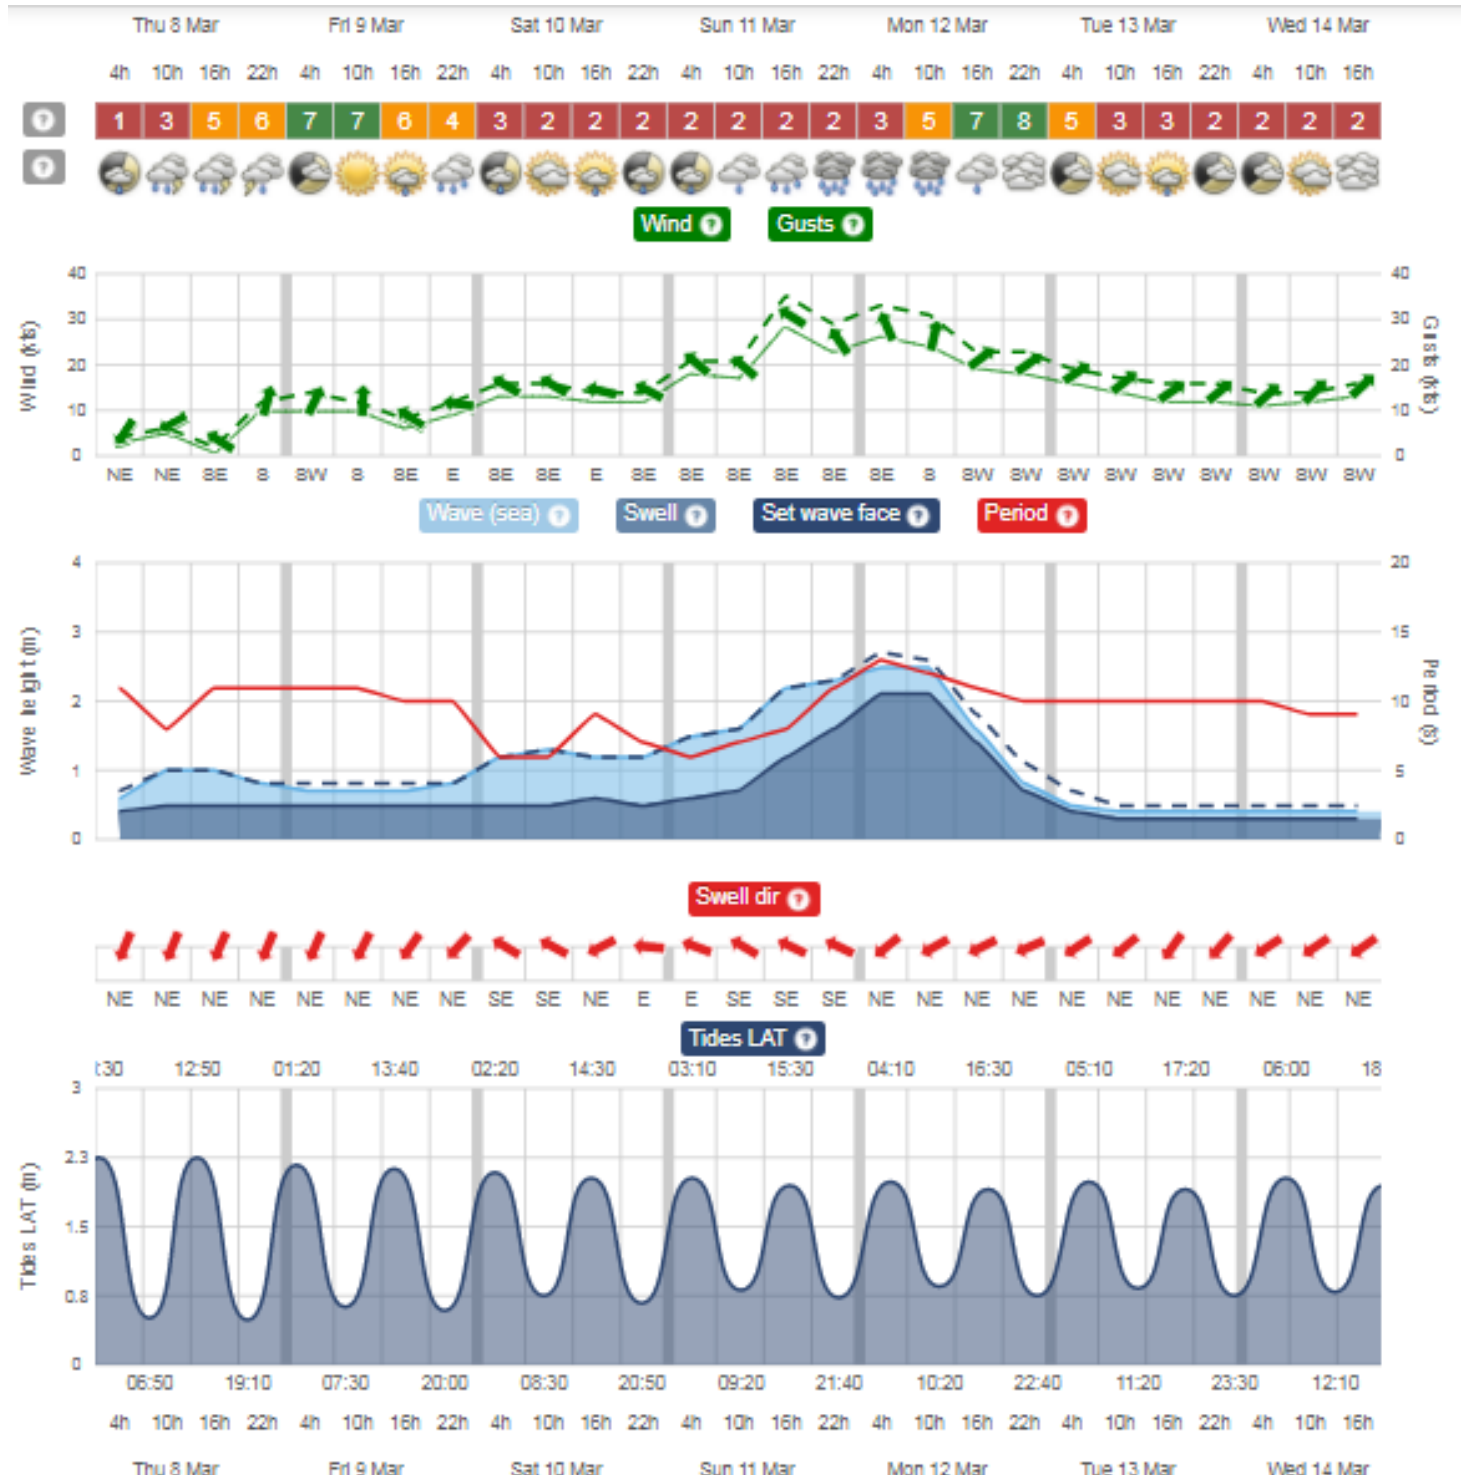 Thu 8 Mar Fri 9 Mar Sat 10 Mar Sun 11 Mar Mon 12 Mar Tue 13 Mar Wed 14 Mar
4h 10h 16h 22h 4h 10h 16h 22h 4h 10h 16h 22h 4h 10h 16h 22h 4h 10h 16h 22h 4h 10h 16h 22h 4h 10h 16h
? 1 3 5 6 7 7 6 4 3 2 2 2 2 2 2 2 3 5 7 8 5 3 3 2 2 2 2
?
Wind ? Gusts ?
Wind (kts)
40 40
30 30
20 20
10 10
0 0
Gusts (kts)
NE NE SE S SW S SE E SE SE E SE SE SE SE SE SE S SW SW SW SW SW SW SW SW SW
Wave (sea) ? Swell ? Set wave face ? Period ?
Wave height (m)
4 20
3 15
2 10
1 5
0 0
Period (s)
Swell dir ?
NE NE NE NE NE NE NE NE SE SE NE E E SE SE SE NE NE NE NE NE NE NE NE NE NE NE
Tides LAT ?
:30 12:50 01:20 13:40 02:20 14:30 03:10 15:30 04:10 16:30 05:10 17:20 06:00 18
Tides LAT (m)
3
2.3
1.5
0.8
0
06:50 19:10 07:30 20:00 08:30 20:50 09:20 21:40 10:20 22:40 11:20 23:30 12:10
4h 10h 16h 22h 4h 10h 16h 22h 4h 10h 16h 22h 4h 10h 16h 22h 4h 10h 16h 22h 4h 10h 16h 22h 4h 10h 16h
Thu 8 Mar Fri 9 Mar Sat 10 Mar Sun 11 Mar Mon 12 Mar Tue 13 Mar Wed 14 Mar